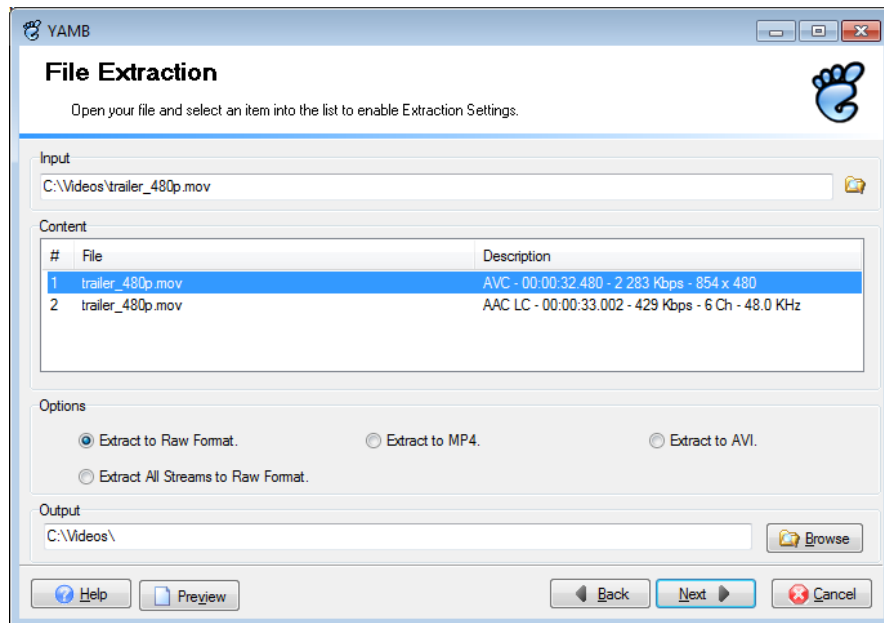 YAMB
File Extraction
Open your file and select an item into the list to enable Extraction Settings.
Input
C:\Videos\trailer_480p.mov
Content
# File Description
1 trailer_480p.mov AVC - 00:00:32.480 - 2 283 Kbps - 854 x 480
2 trailer_480p.mov AAC LC - 00:00:33.002 - 429 Kbps - 6 Ch - 48.0 KHz
Options
Extract to Raw Format. Extract to MP4. Extract to AVI.
Extract All Streams to Raw Format.
Output
C:\Videos\ Browse
Help Preview Back Next Cancel